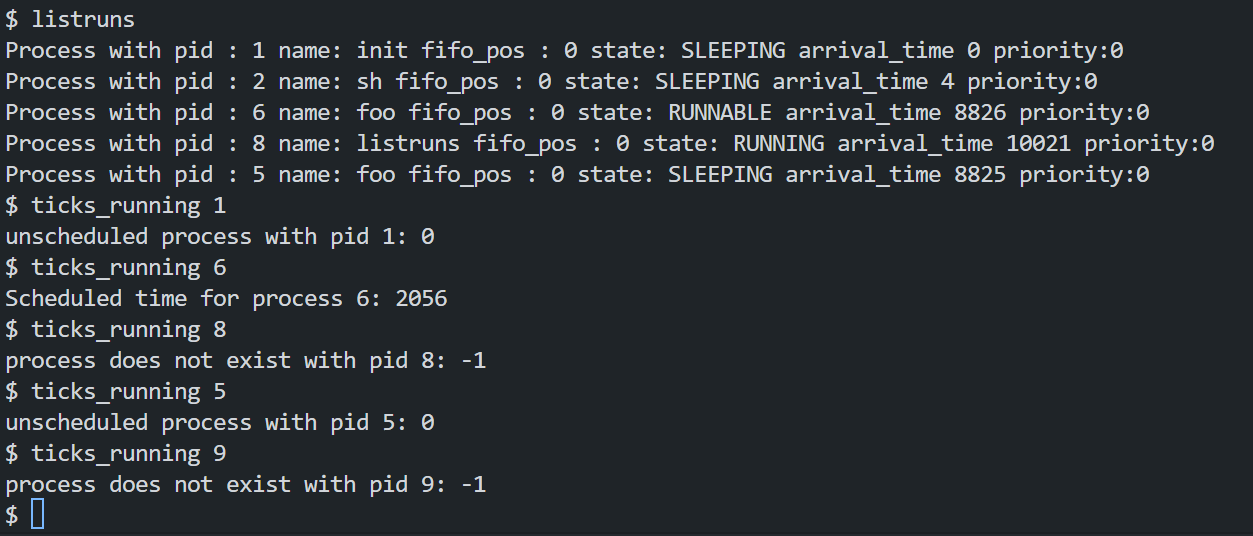 $ listruns
Process with pid : 1 name: init fifo_pos : 0 state: SLEEPING arrival_time 0 priority:0
Process with pid : 2 name: sh fifo_pos : 0 state: SLEEPING arrival_time 4 priority:0
Process with pid : 6 name: foo fifo_pos : 0 state: RUNNABLE arrival_time 8826 priority:0
Process with pid : 8 name: listruns fifo_pos : 0 state: RUNNING arrival_time 10021 priority:0
Process with pid : 5 name: foo fifo_pos : 0 state: SLEEPING arrival_time 8825 priority:0
$ ticks_running 1
unscheduled process with pid 1: 0
$ ticks_running 6
Scheduled time for process 6: 2056
$ ticks_running 8
process does not exist with pid 8: -1
$ ticks_running 5
unscheduled process with pid 5: 0
$ ticks_running 9
process does not exist with pid 9: -1
$